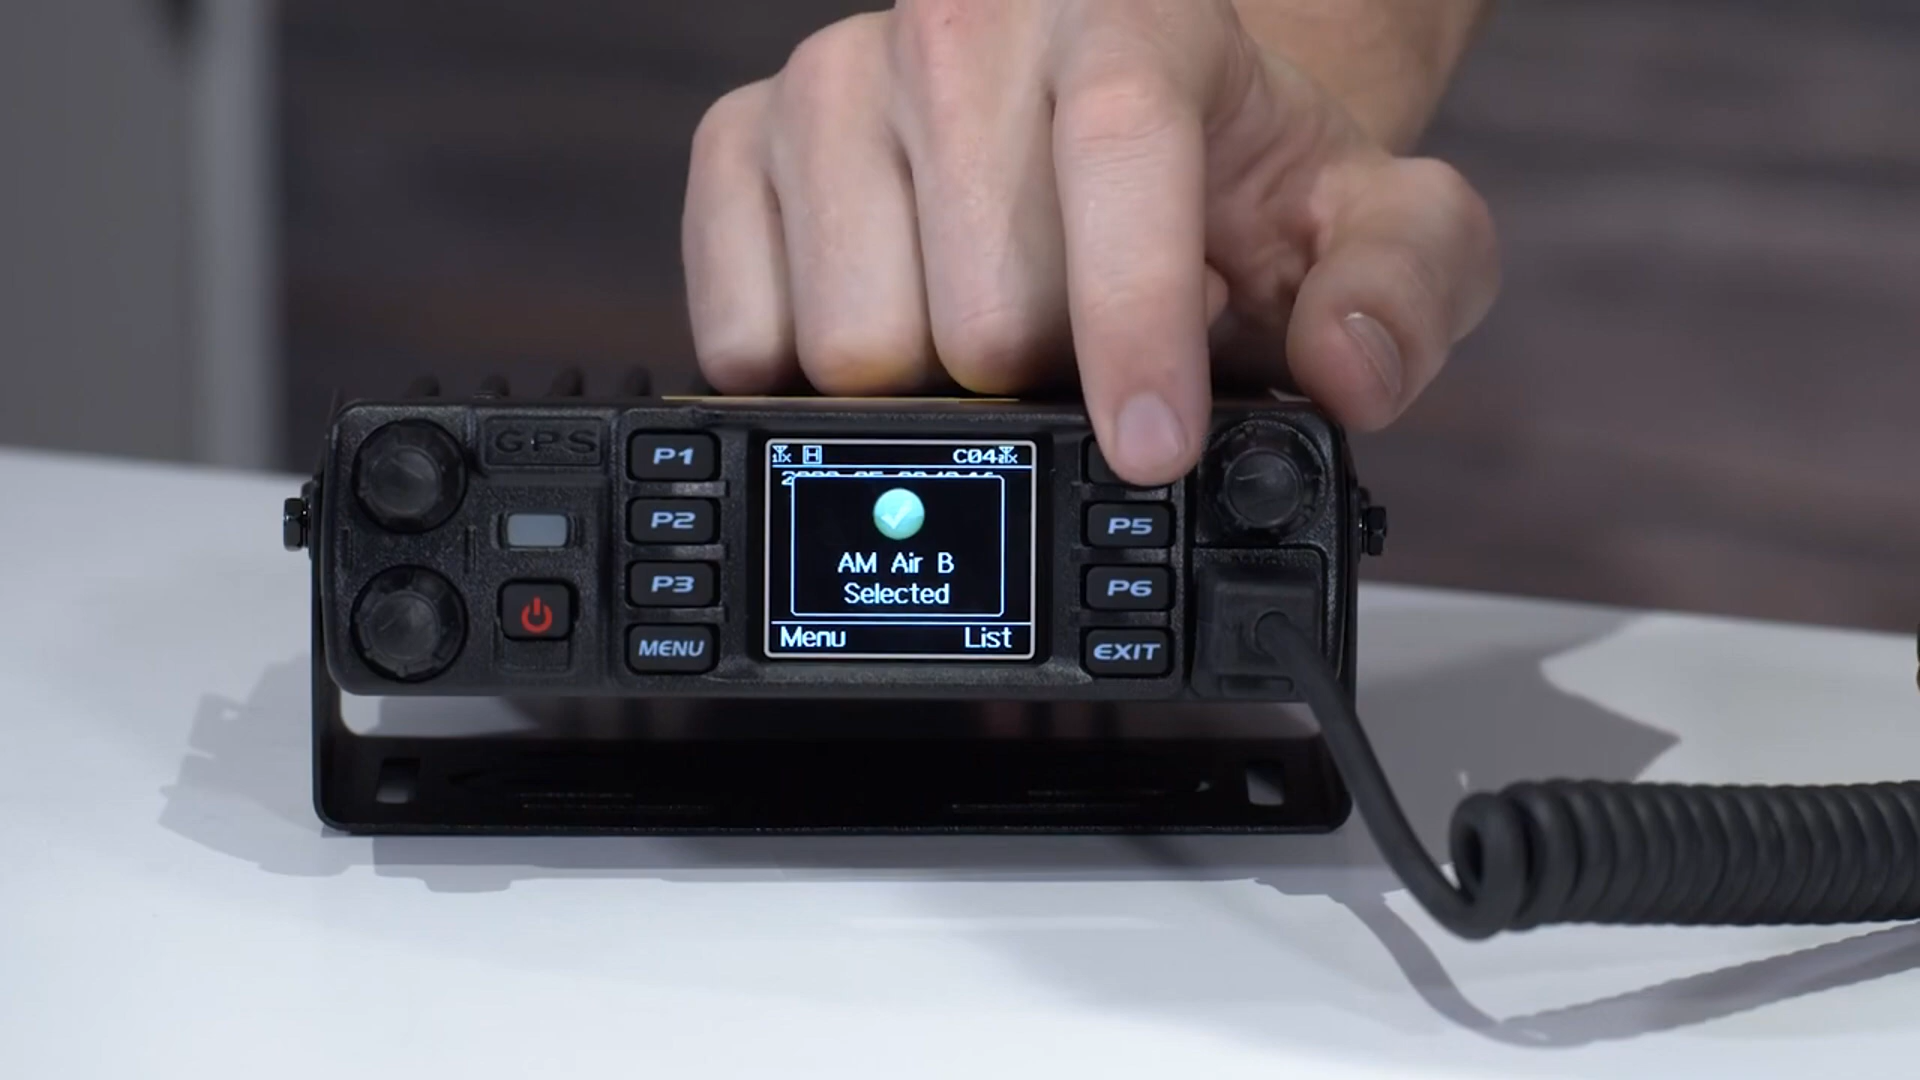 GPS
P1
P2
P3
MENU
C04
AM Air B
Selected
Menu
List
P5
P6
EXIT